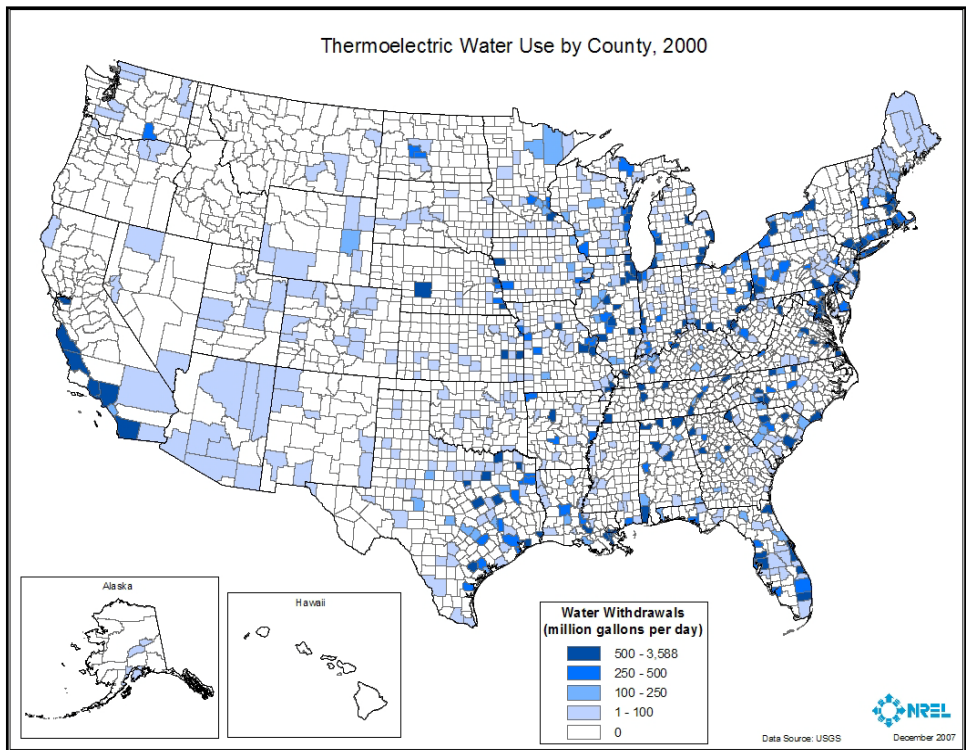 Thermoelectric Water Use by County, 2000
Alaska
Hawaii
Water Withdrawals
(million gallons per day)
500 - 3,588
250 - 500
100 - 250
1 - 100
0
NREL
Data Source: USGS
December 2007